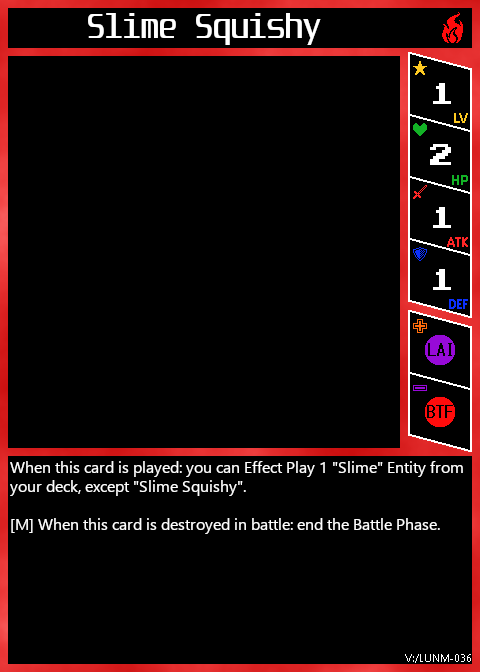 Slime Squishy
1
LV
2
HP
1
ATK
1
DEF
LAI
BTF
When this card is played: you can Effect Play 1 "Slime" Entity from
your deck, except "Slime Squishy".
[M] When this card is destroyed in battle: end the Battle Phase.
V:/LUNM-036